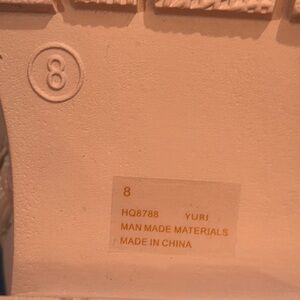 8
8
HQ8788 YURI
MAN MADE MATERIALS
MADE IN CHINA